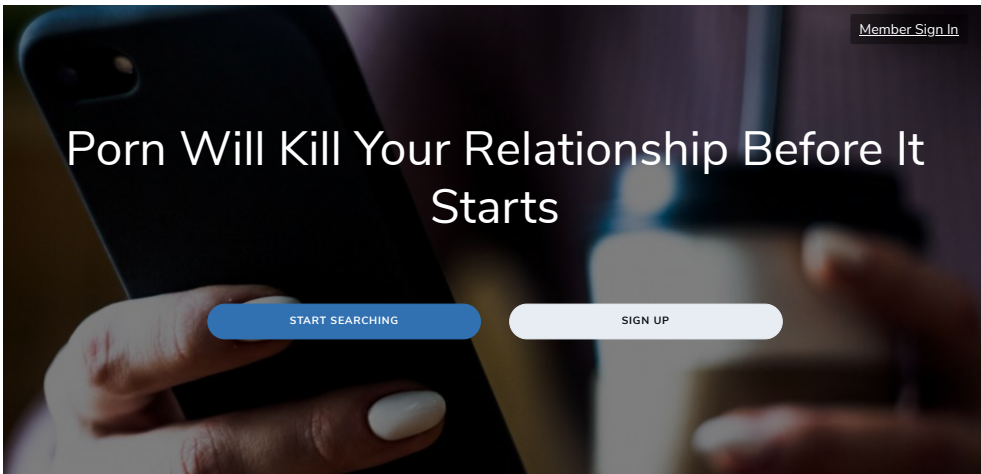 Member Sign In
Porn Will Kill Your Relationship Before It
Starts
START SEARCHING
SIGN UP